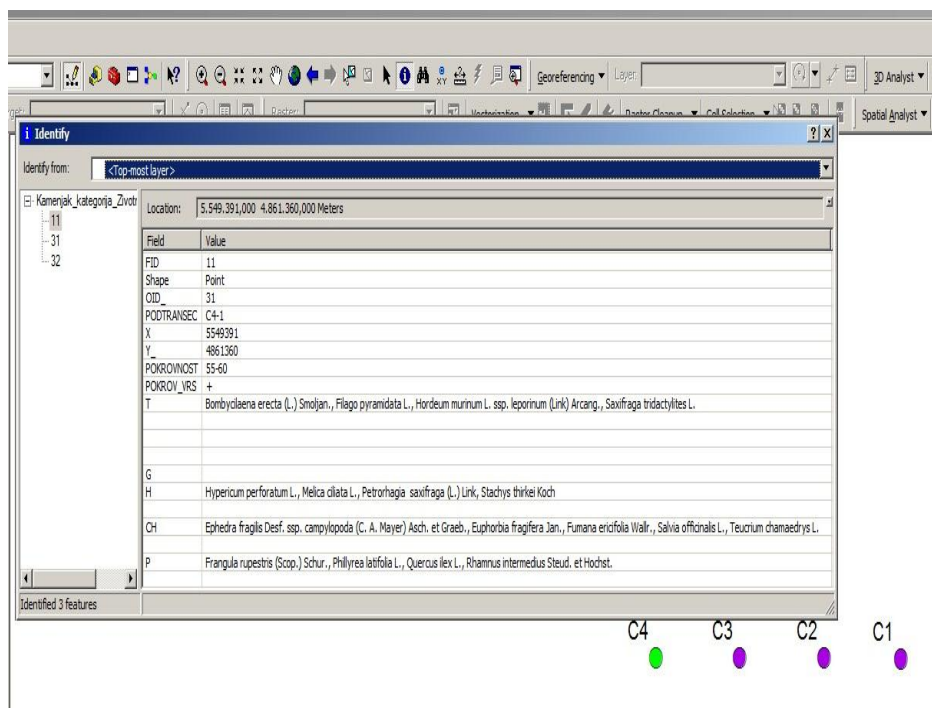 Georeferencing Layer: 3D Analyst
Raster: Vectorization Raster Cleanup Cell Selection Spatial Analyst
i Identify
Identify from: <Top-most layer>
Kamenjak_kategorija_Zivotr
11
31
32
Location: 5.549.391,000 4.861.360,000 Meters
Field Value
FID 11
Shape Point
OID_ 31
PODTRANSEC C4-1
X 5549391
Y_ 4861360
POKROVNOST 55-60
POKROV_VRS +
T Bombycilaena erecta (L.) Smoljan., Filago pyramidata L., Hordeum murinum L. ssp. leporinum (Link) Arcang., Saxifraga tridactylites L.
G
H Hypericum perforatum L., Melica ciliata L., Petrorhagia saxifraga (L.) Link, Stachys thirkei Koch
CH Ephedra fragilis Desf. ssp. campylopoda (C. A. Mayer) Asch. et Graeb., Euphorbia fragifera Jan., Fumana ericifolia Wallr., Salvia officinalis L., Teucrium chamaedrys L.
P Frangula rupestris (Scop.) Schur., Phillyrea latifolia L., Quercus ilex L., Rhamnus intermedius Steud. et Hochst.
Identified 3 features
C4 C3 C2 C1